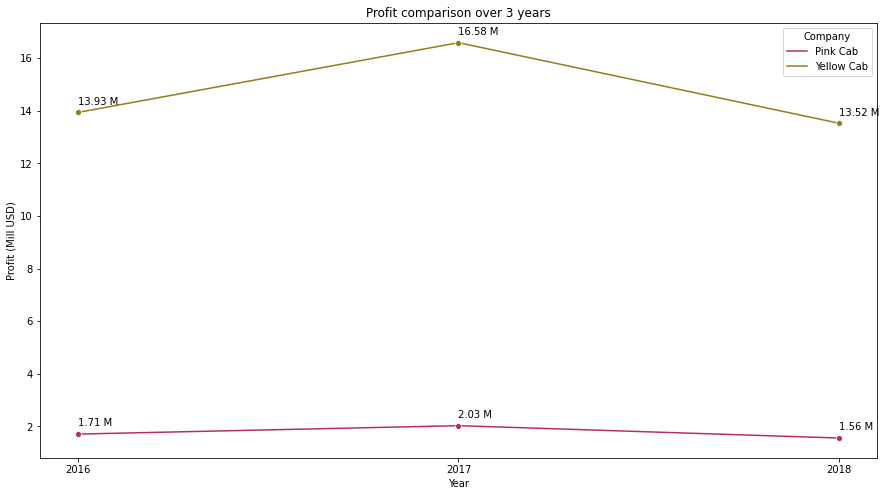 Profit comparison over 3 years
Company
Pink Cab
Yellow Cab
16.58 M
13.93 M
13.52 M
2.03 M
1.71 M
1.56 M
16
14
12
10
8
6
4
2
Profit (Mill USD)
2016
2017
2018
Year